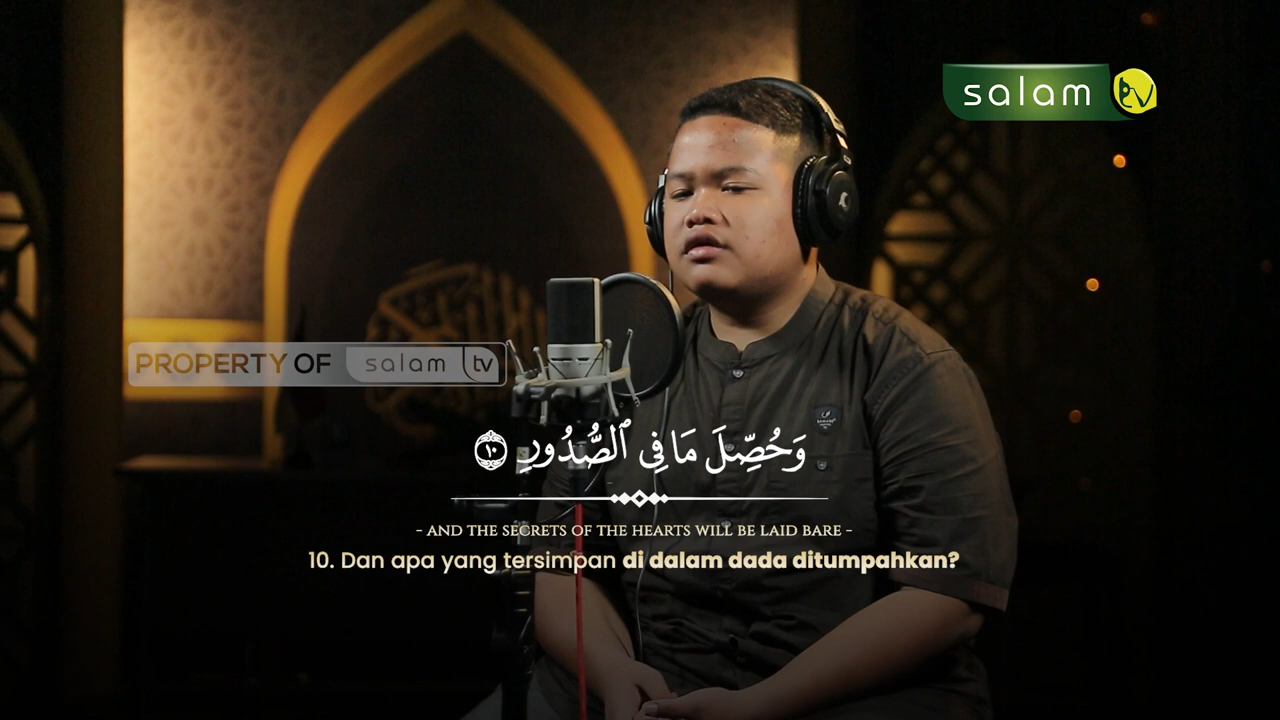 salam tv
PROPERTY OF salam tv
وَحُصِّلَ مَا فِي ٱلصُّدُورِ ١٠
- AND THE SECRETS OF THE HEARTS WILL BE LAID BARE -
10. Dan apa yang tersimpan di dalam dada ditumpahkan?